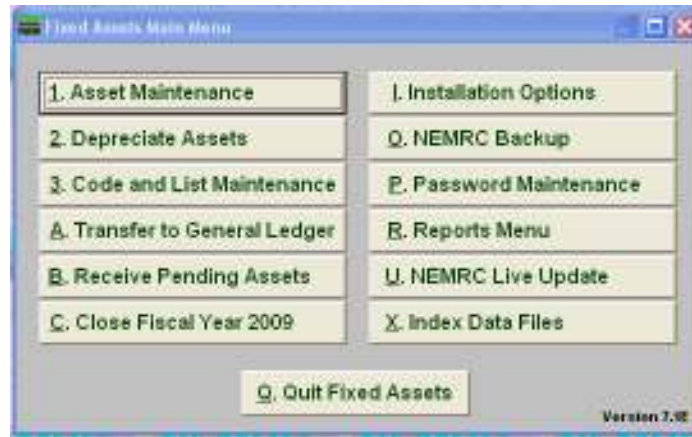 Fixed Assets Main Menu
1. Asset Maintenance
2. Depreciate Assets
3. Code and List Maintenance
A. Transfer to General Ledger
B. Receive Pending Assets
C. Close Fiscal Year 2009
I. Installation Options
O. NEMRC Backup
P. Password Maintenance
R. Reports Menu
U. NEMRC Live Update
X. Index Data Files
Q. Quit Fixed Assets
Version